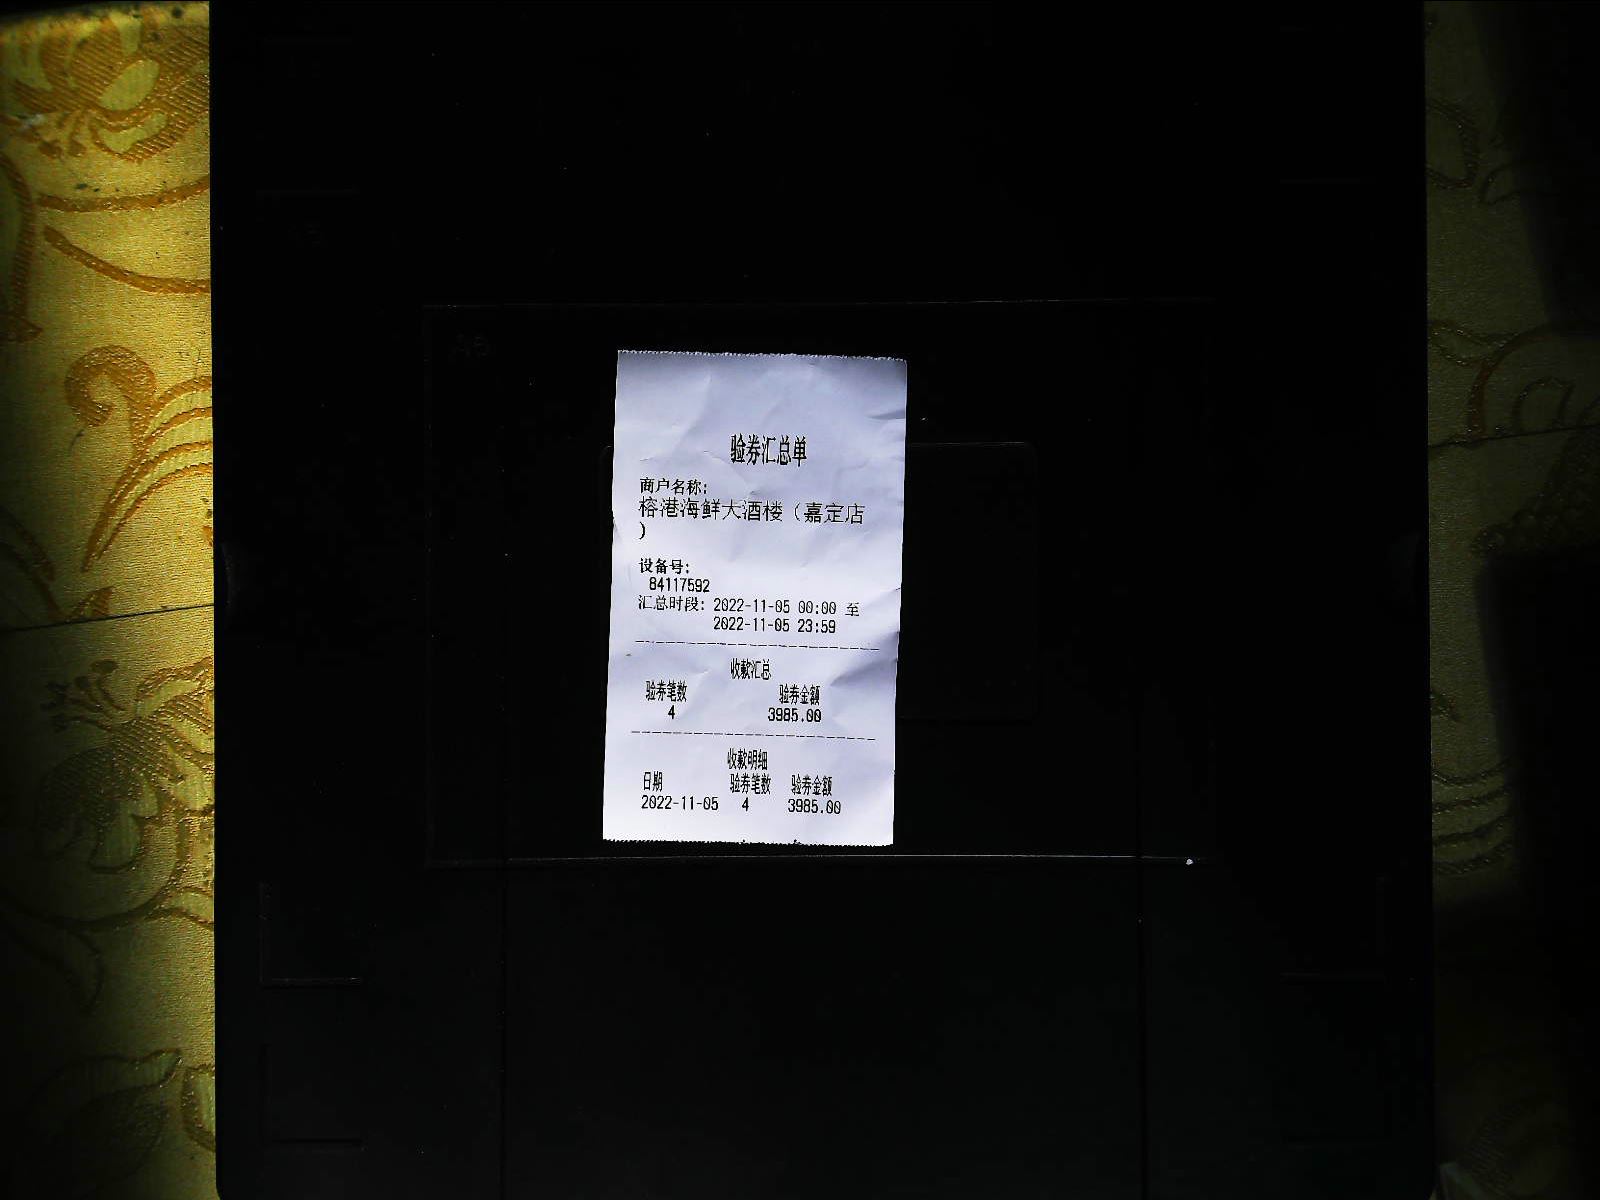 验券汇总单
商户名称:
榕港海鲜大酒楼（嘉定店
）
设备号:
84117592
汇总时段: 2022-11-05 00:00 至
2022-11-05 23:59
收款汇总
验券笔数 验券金额
4 3985.00
收款明细
日期 验券笔数 验券金额
2022-11-05 4 3985.00